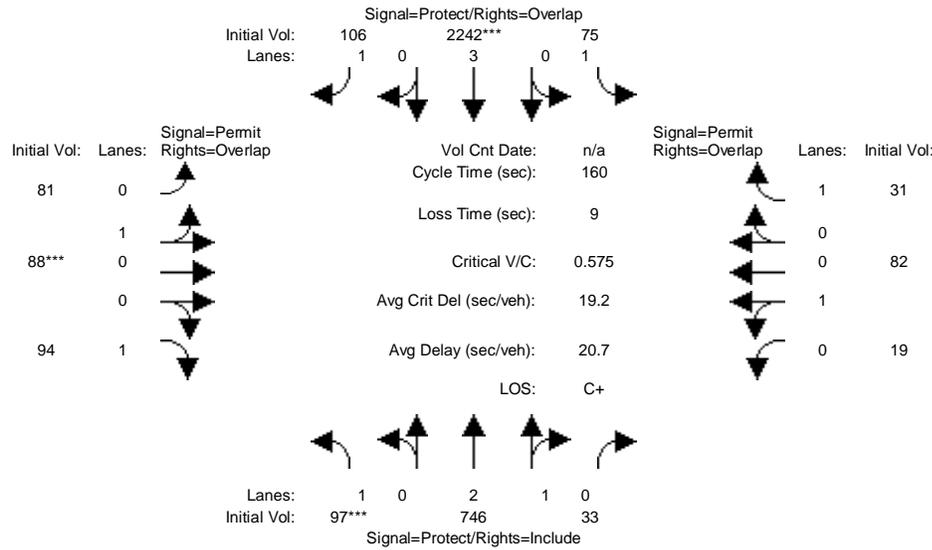 Signal=Protect/Rights=Overlap
Initial Vol: 106 2242*** 75
Lanes: 1 0 3 0 1
Signal=Permit
Initial Vol: Lanes: Rights=Overlap
Vol Cnt Date: n/a
Signal=Permit
Rights=Overlap Lanes: Initial Vol:
Cycle Time (sec): 160
81 0
1 31
Loss Time (sec): 9
1
0
88*** 0
Critical V/C: 0.575
0 82
0
Avg Crit Del (sec/veh): 19.2
1
94 1
Avg Delay (sec/veh): 20.7
0 19
LOS: C+
Lanes: 1 0 2 1 0
Initial Vol: 97*** 746 33
Signal=Protect/Rights=Include